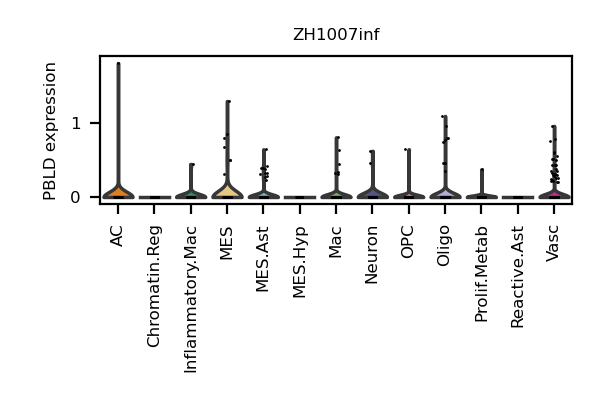 ZH1007inf
PBLD expression
1
0
AC
Chromatin.Reg
Inflammatory.Mac
MES
MES.Ast
MES.Hyp
Mac
Neuron
OPC
Oligo
Prolif.Metab
Reactive.Ast
Vasc